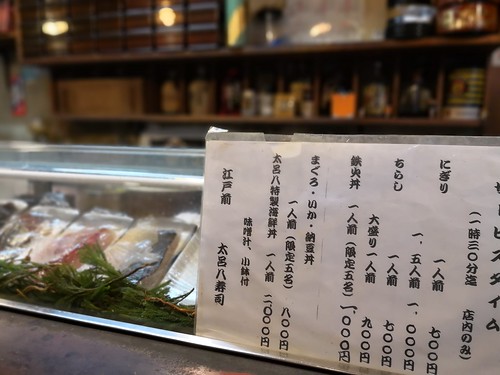 サービスタイム
（一時三〇分迄　店内のみ）
にぎり　一人前　七〇〇円
一、五人前　一、〇〇〇円
ちらし　一人前　七〇〇円
大盛り一人前　九〇〇円
鉄火丼　一人前（限定五名）一、〇〇〇円
まぐろ・いか・納豆丼
一人前（限定五名）　八〇〇円
太呂八特製海鮮丼　一人前　二、〇〇〇円
味噌汁、小鉢付
江戸前　太呂八寿司